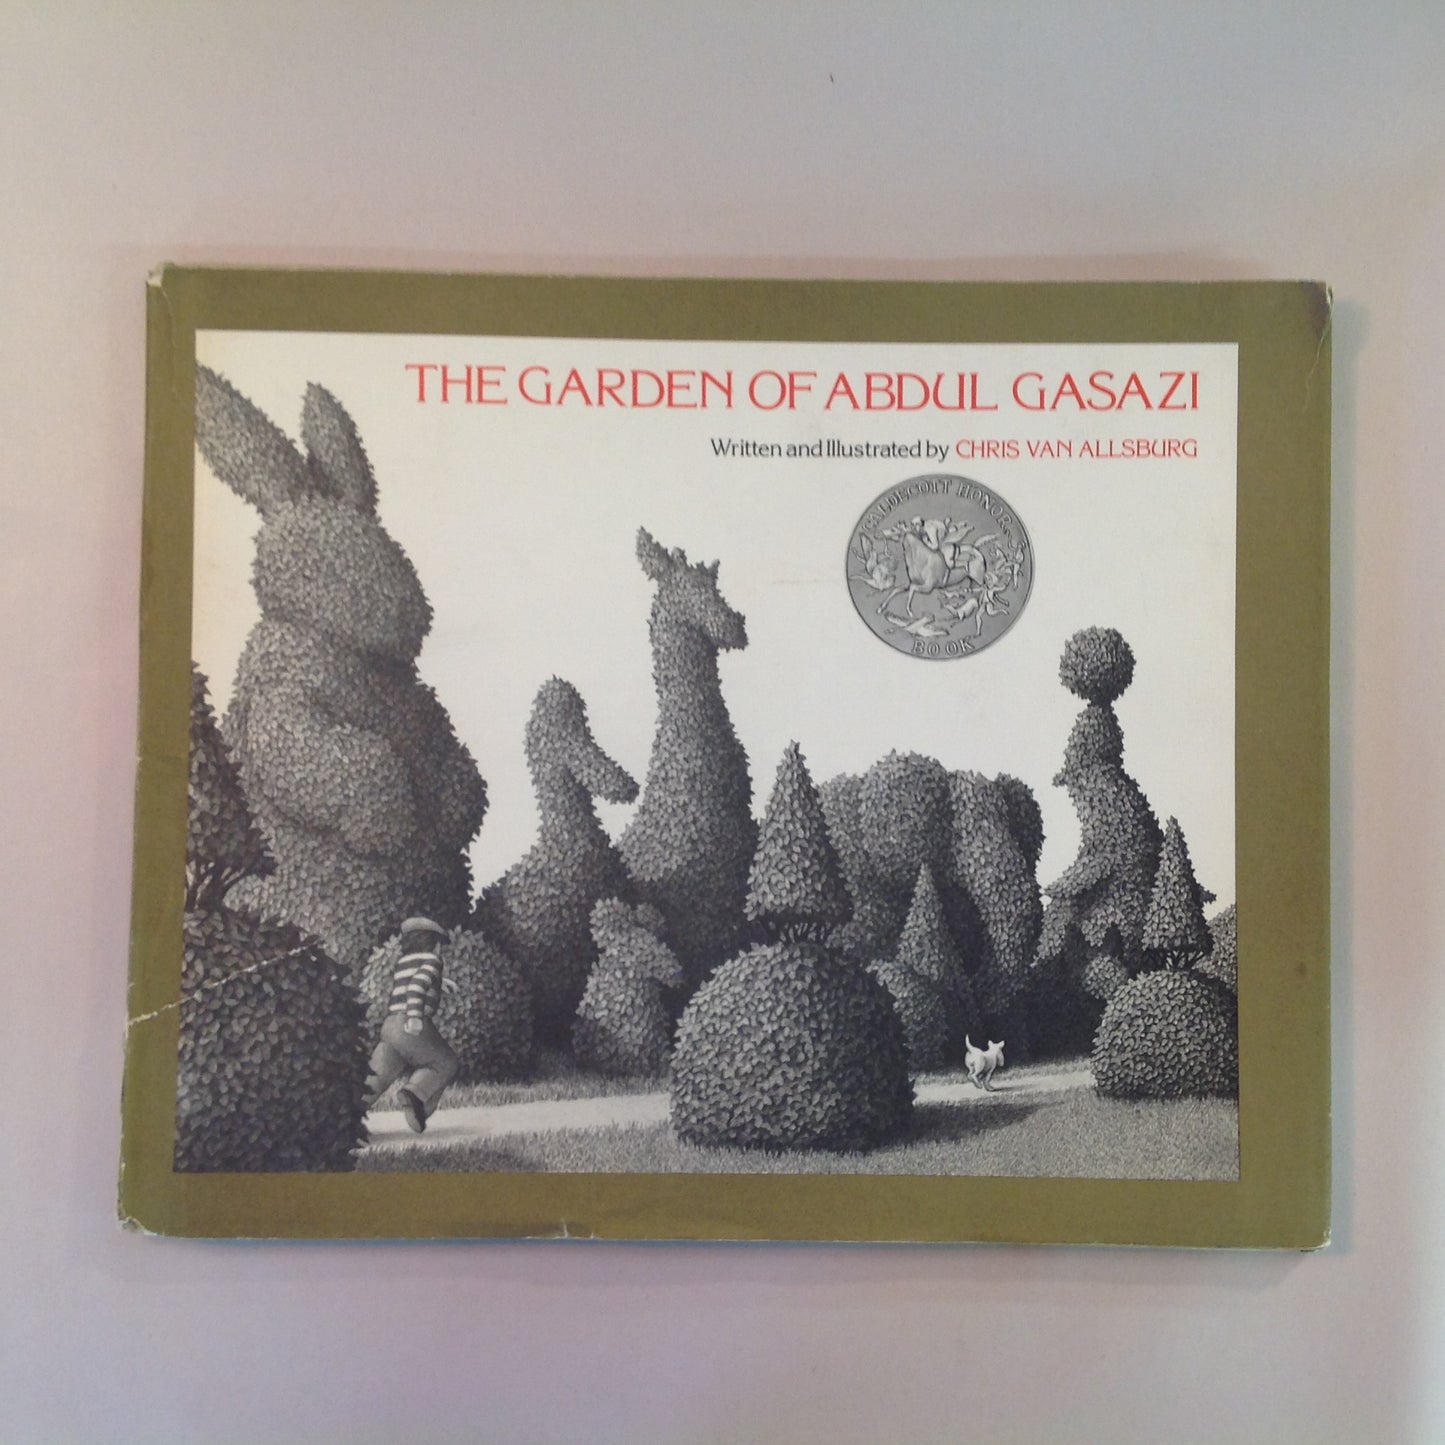 THE GARDEN OF ABDUL GASAZI
Written and Illustrated by CHRIS VAN ALLSBURG
CALDECOTT HONOR
BOOK